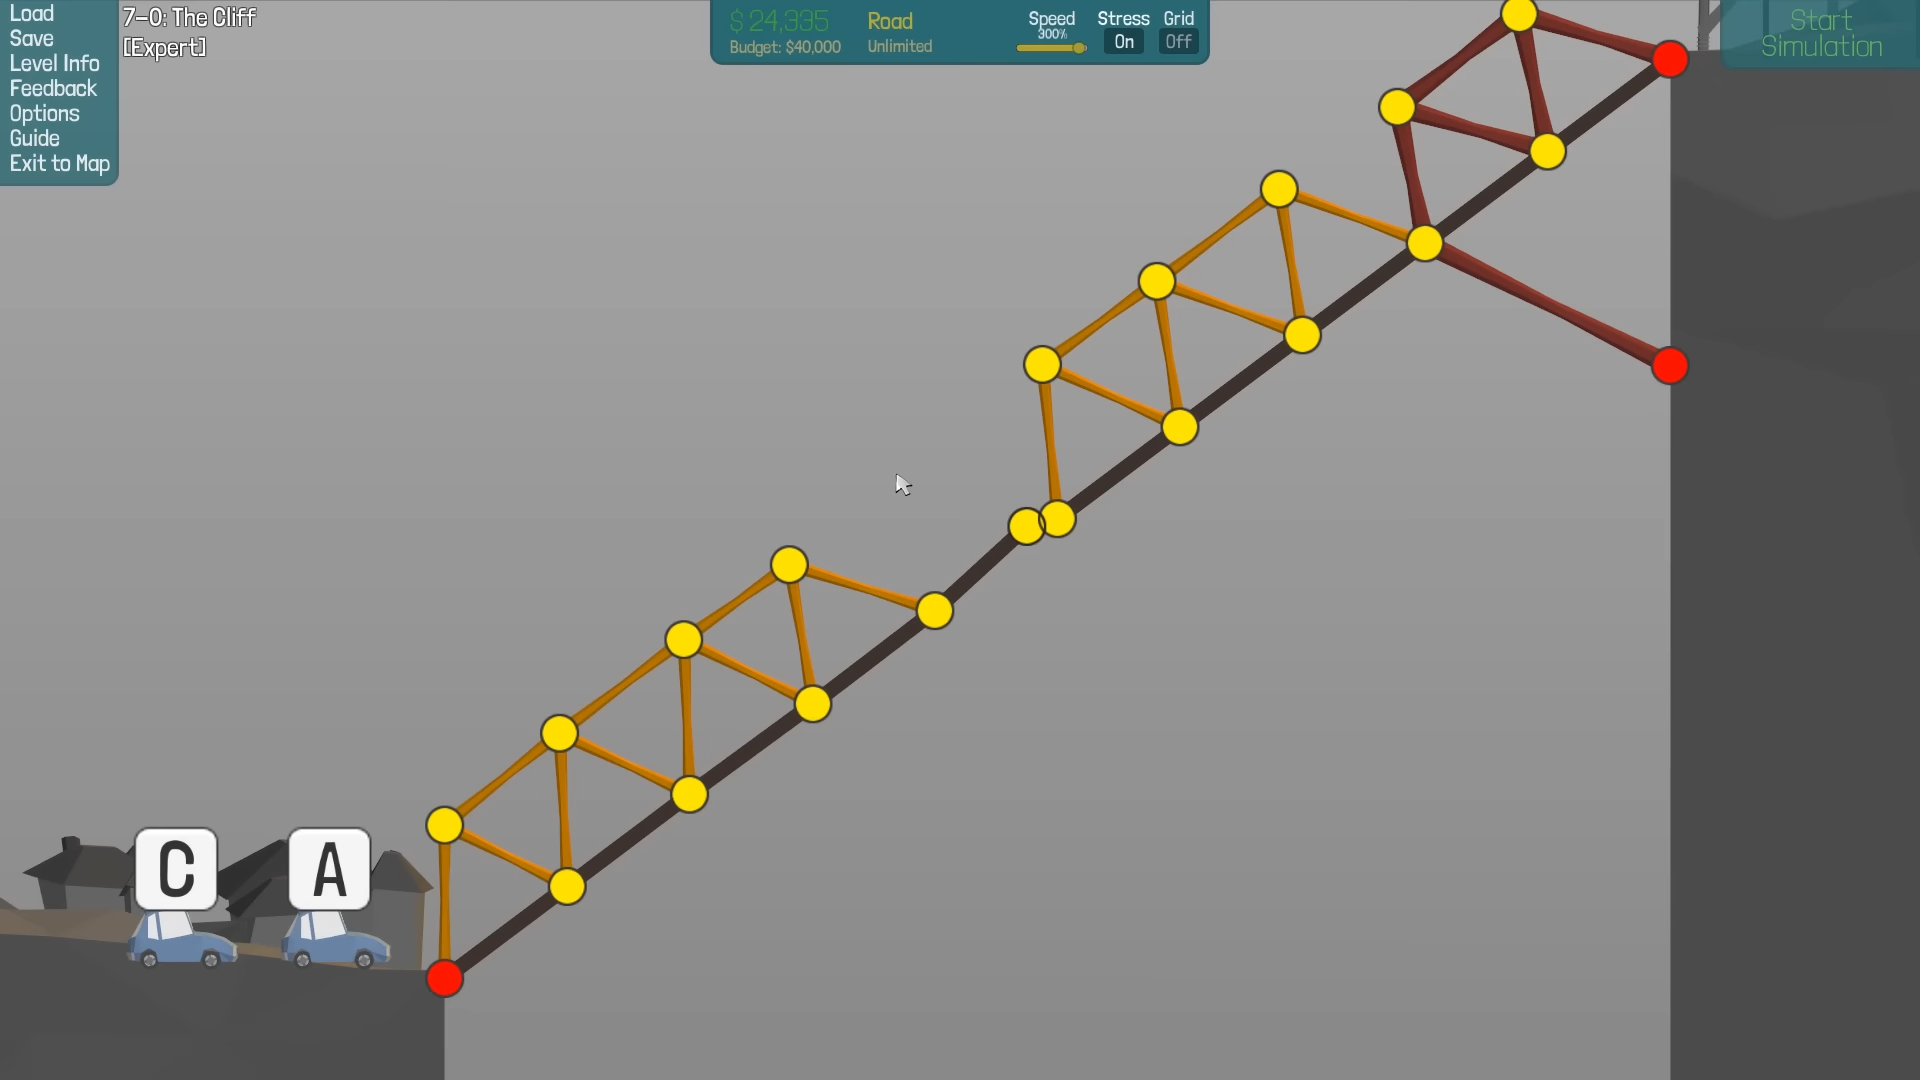 Load
Save
Level Info
Feedback
Options
Guide
Exit to Map
7-0: The Cliff
[Expert]
$ 24,335
Budget: $40,000
Road
Unlimited
Speed
300%
Stress
On
Grid
Off
Start
Simulation
C
A